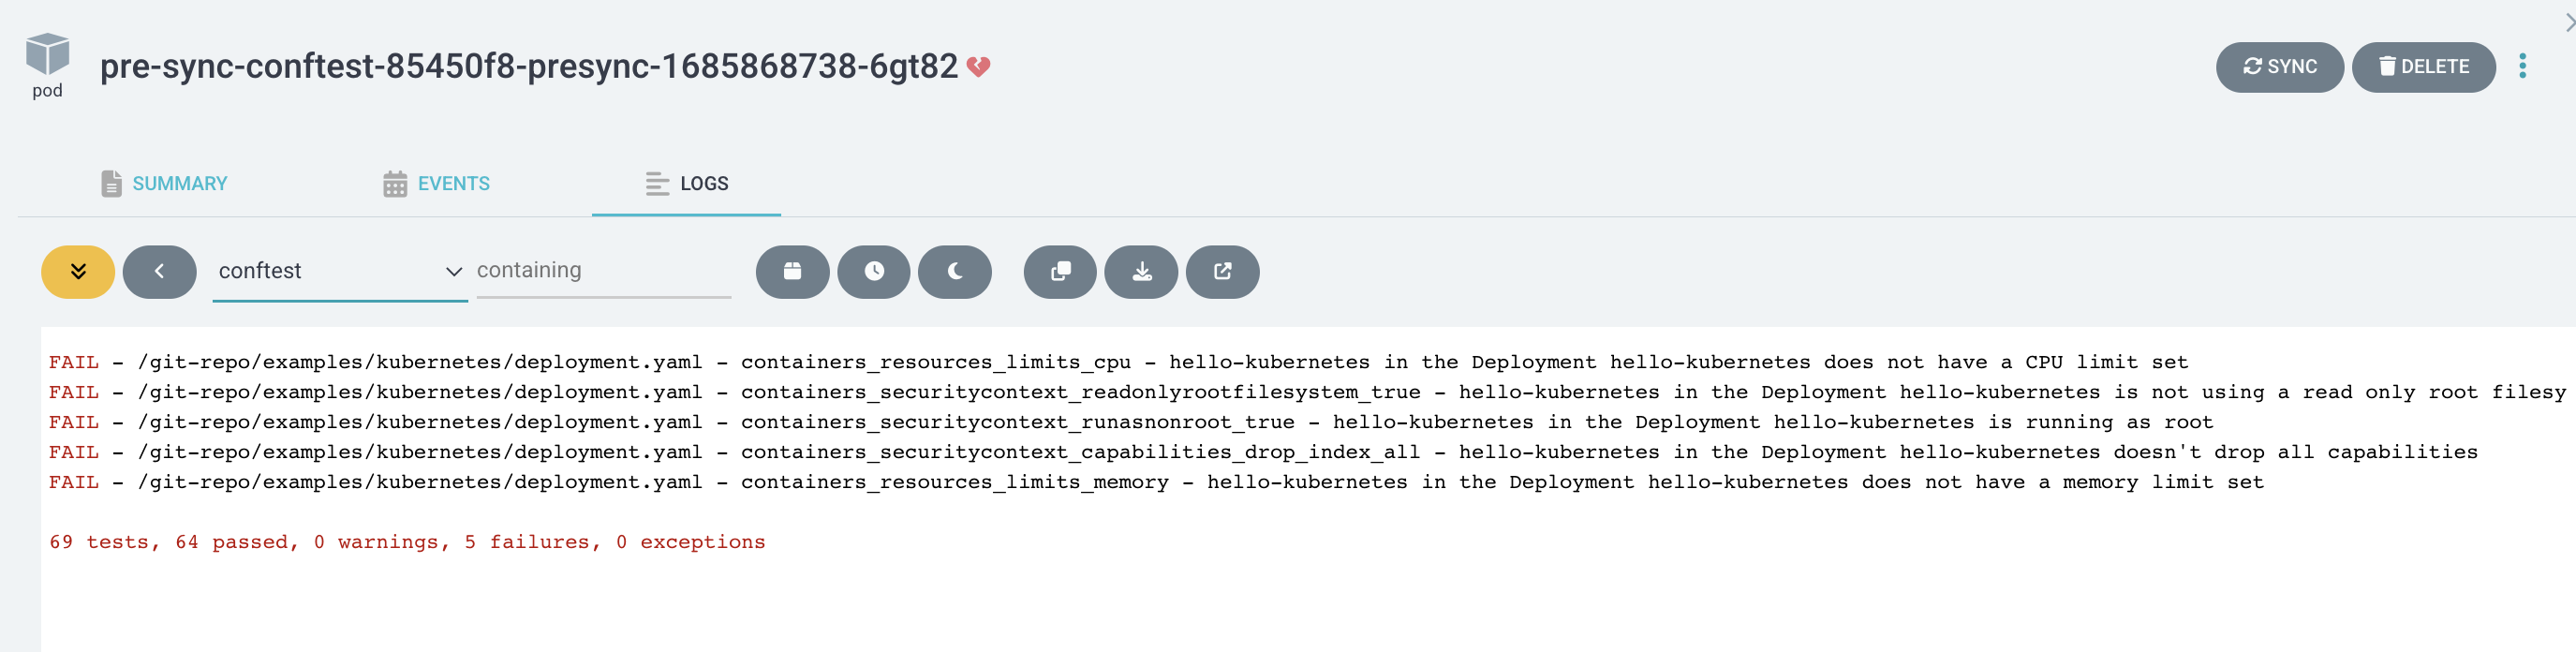 pre-sync-conftest-85450f8-presync-1685868738-6gt82
pod
SYNC
DELETE
SUMMARY
EVENTS
LOGS
conftest
containing
FAIL - /git-repo/examples/kubernetes/deployment.yaml - containers_resources_limits_cpu - hello-kubernetes in the Deployment hello-kubernetes does not have a CPU limit set
FAIL - /git-repo/examples/kubernetes/deployment.yaml - containers_securitycontext_readonlyrootfilesystem_true - hello-kubernetes in the Deployment hello-kubernetes is not using a read only root filesy
FAIL - /git-repo/examples/kubernetes/deployment.yaml - containers_securitycontext_runasnonroot_true - hello-kubernetes in the Deployment hello-kubernetes is running as root
FAIL - /git-repo/examples/kubernetes/deployment.yaml - containers_securitycontext_capabilities_drop_index_all - hello-kubernetes in the Deployment hello-kubernetes doesn't drop all capabilities
FAIL - /git-repo/examples/kubernetes/deployment.yaml - containers_resources_limits_memory - hello-kubernetes in the Deployment hello-kubernetes does not have a memory limit set
69 tests, 64 passed, 0 warnings, 5 failures, 0 exceptions